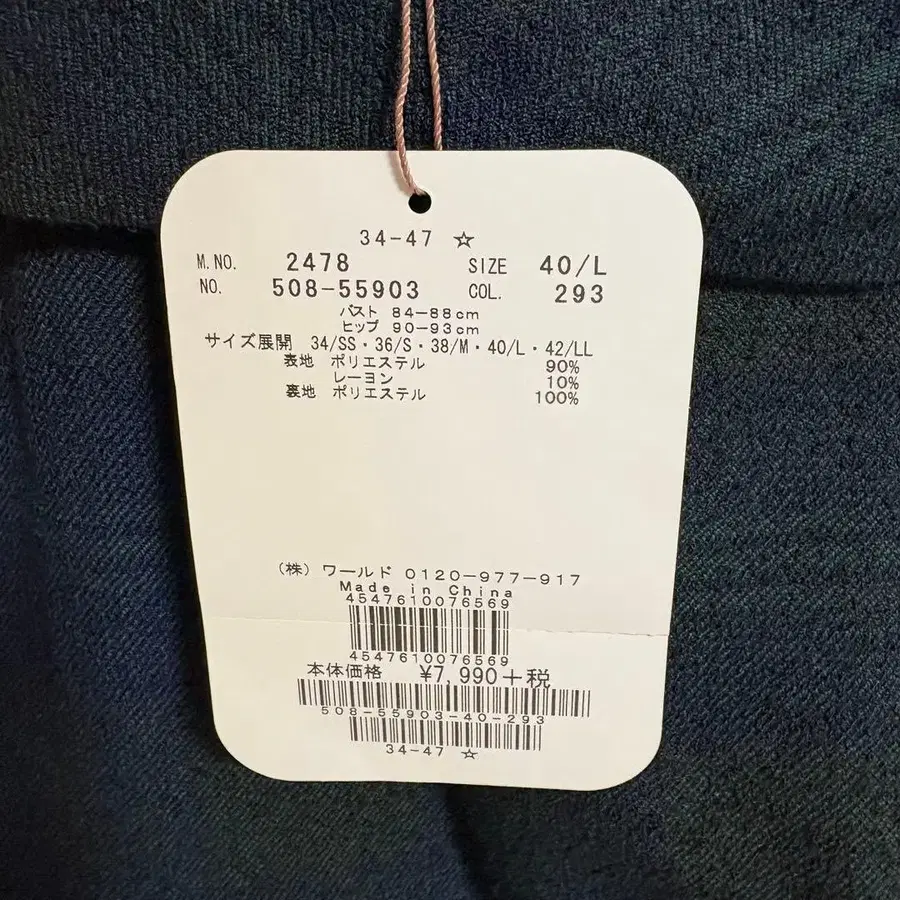 34-47 ☆
M.NO. 2478 SIZE 40/L
NO. 508-55903 COL. 293
バスト 84-88cm
ヒップ 90-93cm
サイズ展開 34/SS・36/S・38/M・40/L・42/LL
表地 ポリエステル 90%
レーヨン 10%
裏地 ポリエステル 100%
(株) ワールド 0120-977-917
Made in China
4547610076569
4547610076569
本体価格 ¥7,990+税
508-55903-40-293
34-47 ☆